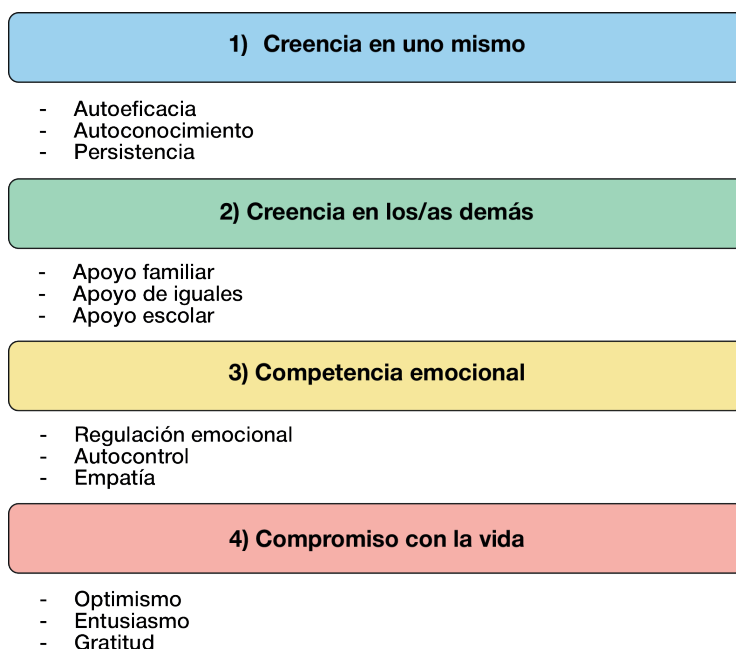 1) Creencia en uno mismo
- Autoeficacia
- Autoconocimiento
- Persistencia
2) Creencia en los/as demás
- Apoyo familiar
- Apoyo de iguales
- Apoyo escolar
3) Competencia emocional
- Regulación emocional
- Autocontrol
- Empatía
4) Compromiso con la vida
- Optimismo
- Entusiasmo
- Gratitud